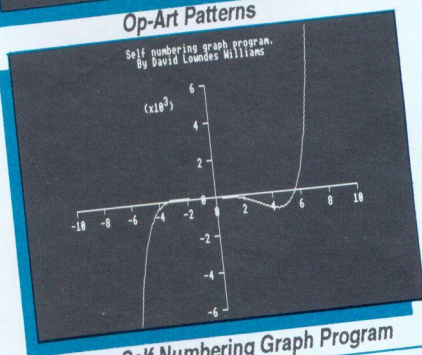 Op-Art Patterns
Self numbering graph program.
By David Lowndes Williams
(x10³)
6
4
2
0
-10 -8 -6 -4 -2 0 2 4 6 8 10
-2
-4
-6
Self Numbering Graph Program